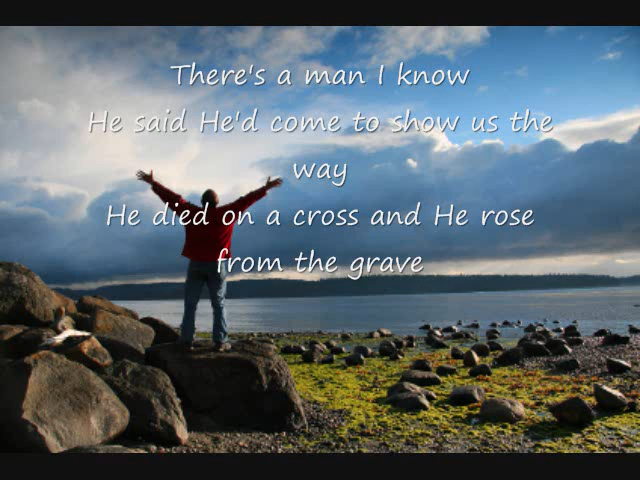 There's a man I know
He said He'd come to show us the
way
He died on a cross and He rose
from the grave